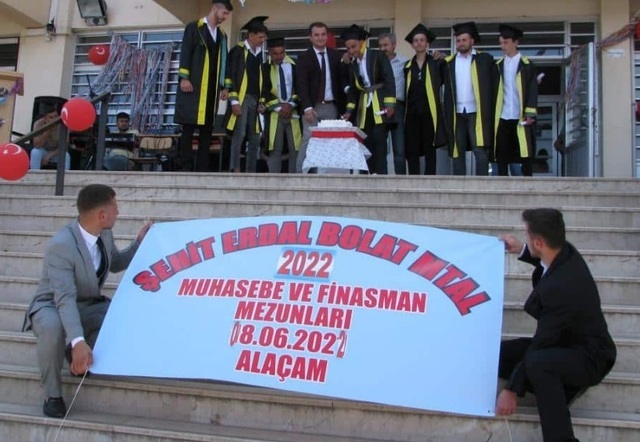 ŞEHİT ERDAL BOLAT MTAL
2022
MUHASEBE VE FİNASMAN
MEZUNLARI
08.06.2022
ALAÇAM